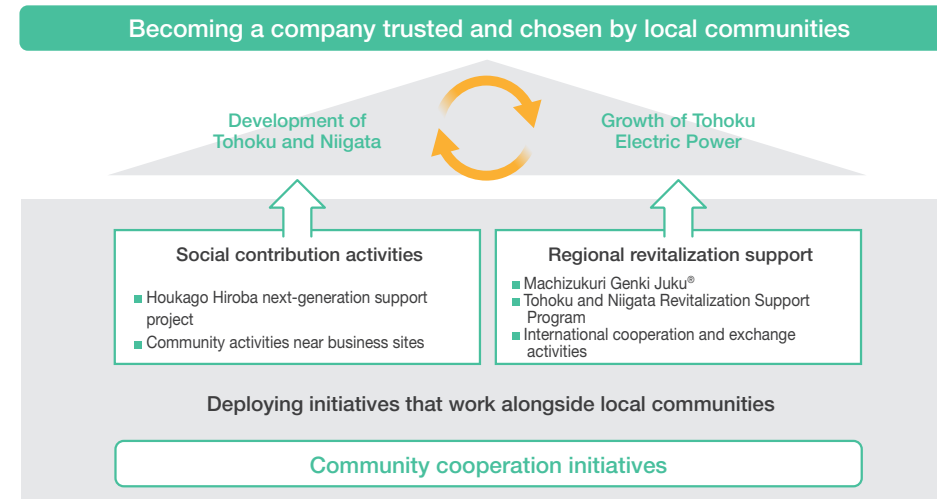 Becoming a company trusted and chosen by local communities
Development of
Tohoku and Niigata
Growth of Tohoku
Electric Power
Social contribution activities
■ Houkago Hiroba next-generation support
project
■ Community activities near business sites
Regional revitalization support
■ Machizukuri Genki Juku®
■ Tohoku and Niigata Revitalization Support
Program
■ International cooperation and exchange
activities
Deploying initiatives that work alongside local communities
Community cooperation initiatives